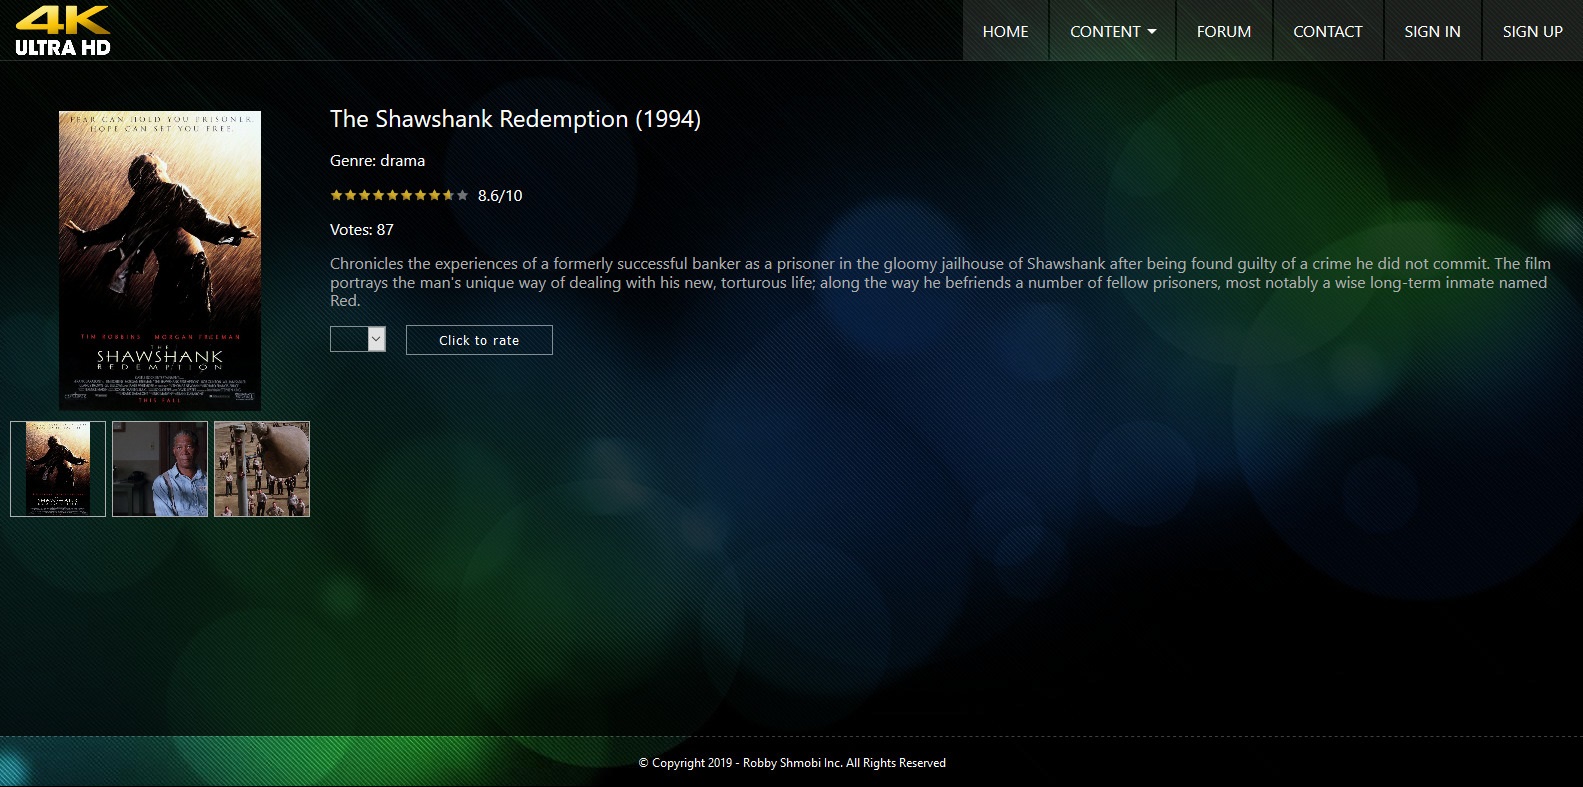 4K
ULTRA HD
HOME
CONTENT
FORUM
CONTACT
SIGN IN
SIGN UP
FEAR CAN HOLD YOU PRISONER.
HOPE CAN SET YOU FREE.
TIM ROBBINS MORGAN FREEMAN
THE
SHAWSHANK
REDEMPTION
THIS FALL
The Shawshank Redemption (1994)
Genre: drama
8.6/10
Votes: 87
Chronicles the experiences of a formerly successful banker as a prisoner in the gloomy jailhouse of Shawshank after being found guilty of a crime he did not commit. The film
portrays the man's unique way of dealing with his new, torturous life; along the way he befriends a number of fellow prisoners, most notably a wise long-term inmate named
Red.
Click to rate
© Copyright 2019 - Robby Shmobi Inc. All Rights Reserved